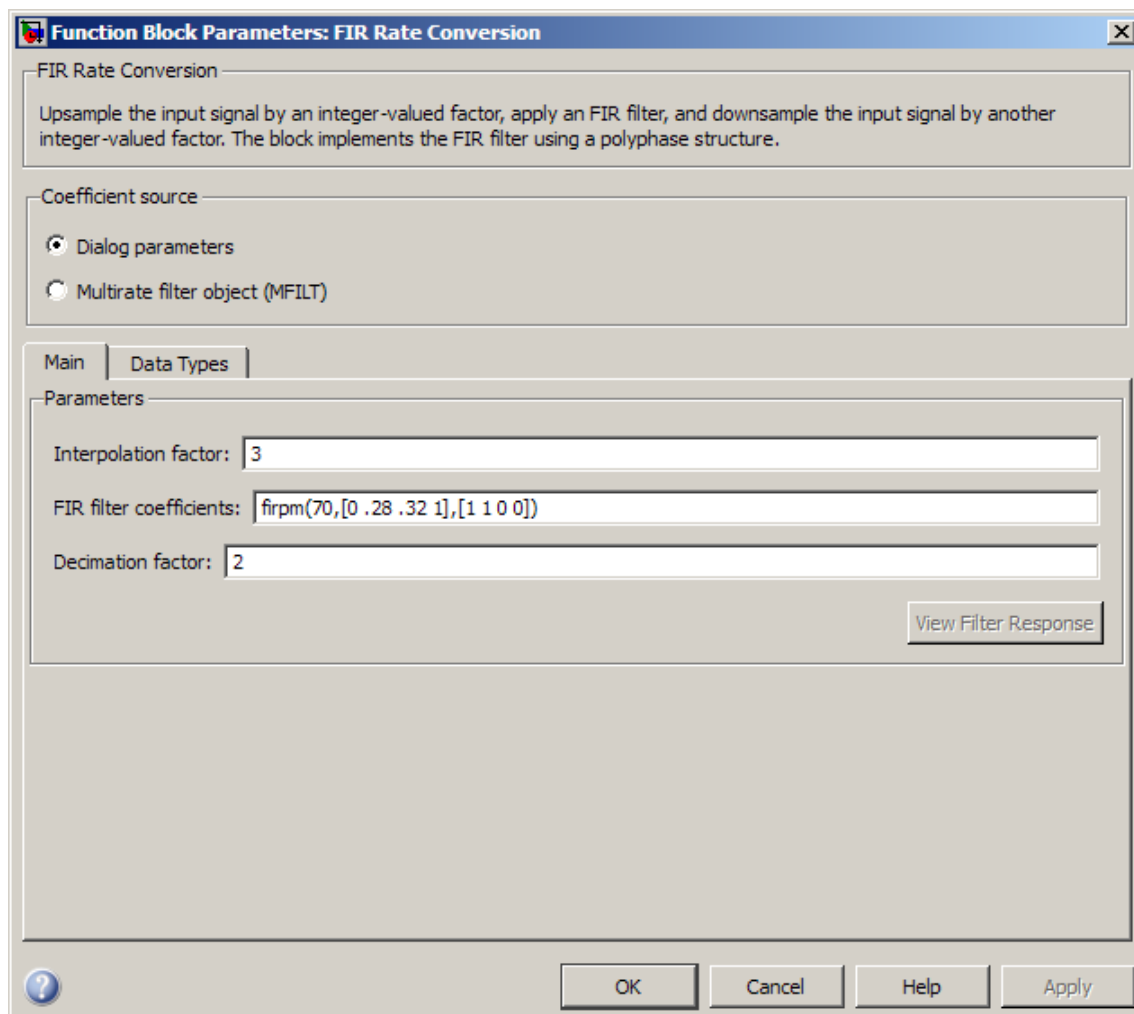 Function Block Parameters: FIR Rate Conversion
FIR Rate Conversion
Upsample the input signal by an integer-valued factor, apply an FIR filter, and downsample the input signal by another
integer-valued factor. The block implements the FIR filter using a polyphase structure.
Coefficient source
Dialog parameters
Multirate filter object (MFILT)
Main Data Types
Parameters
Interpolation factor: 3
FIR filter coefficients: firpm(70,[0 .28 .32 1],[1 1 0 0])
Decimation factor: 2
View Filter Response
? OK Cancel Help Apply